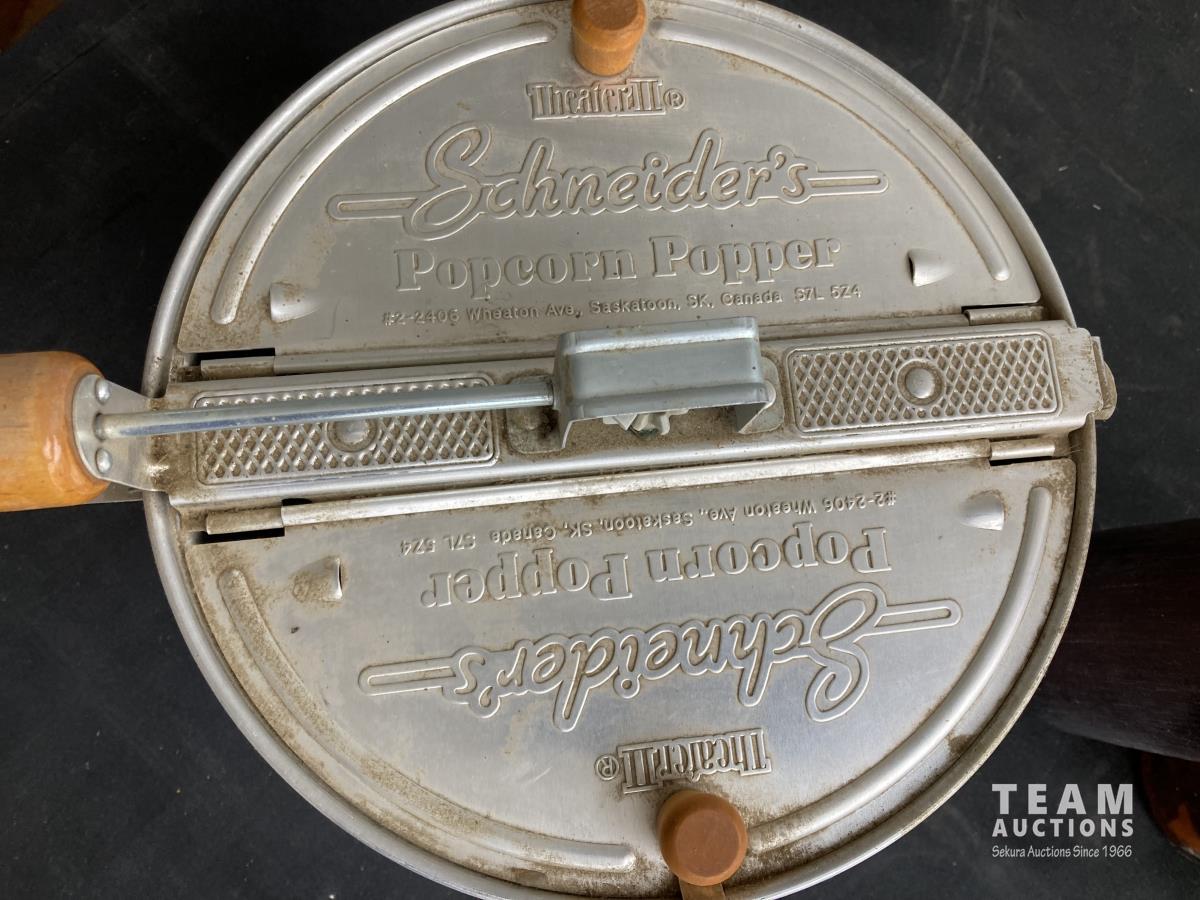 TheaterII®
Schneider's
Popcorn Popper
#2-2406 Wheaton Ave., Saskatoon, SK, Canada S7L 5Z4
#2-2406 Wheaton Ave., Saskatoon, SK, Canada S7L 5Z4
Popcorn Popper
Schneider's
TheaterII®
TEAM
AUCTIONS
Sekura Auctions Since 1966